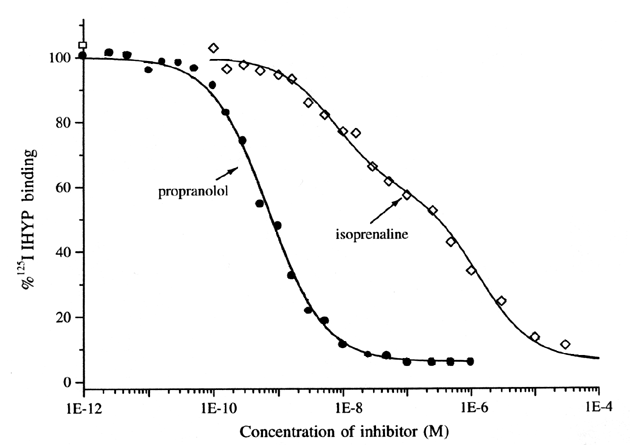 100
80
60
40
20
0
% ¹²⁵I IHYP binding
propranolol
isoprenaline
1E-12
1E-10
1E-8
1E-6
1E-4
Concentration of inhibitor (M)